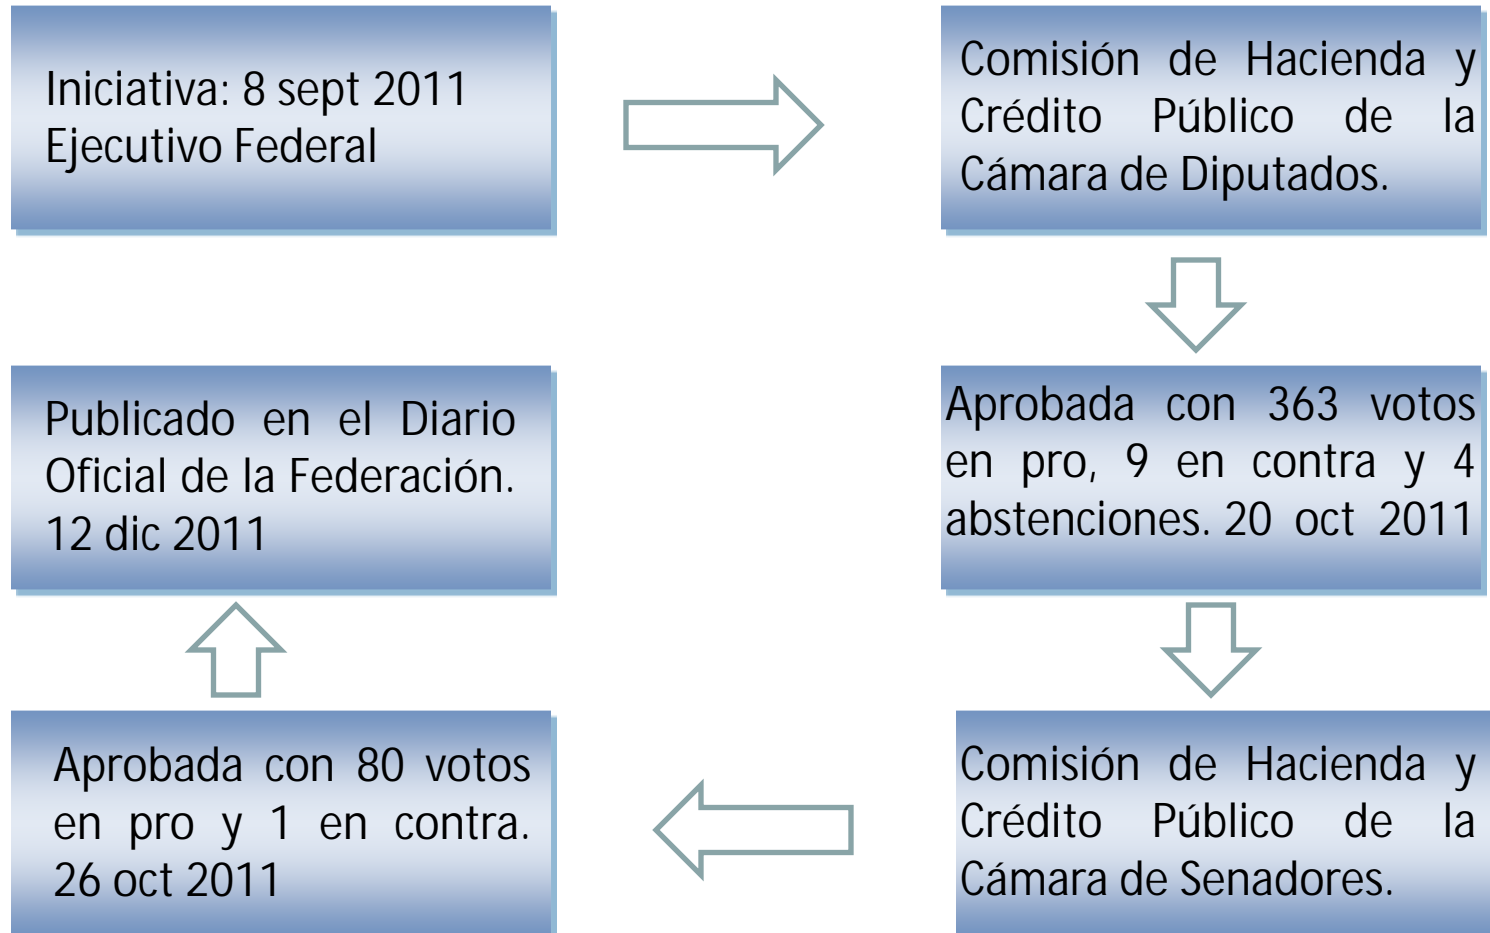 Iniciativa: 8 sept 2011
Ejecutivo Federal
Comisión de Hacienda y
Crédito Público de la
Cámara de Diputados.
Aprobada con 363 votos
en pro, 9 en contra y 4
abstenciones. 20 oct 2011
Comisión de Hacienda y
Crédito Público de la
Cámara de Senadores.
Aprobada con 80 votos
en pro y 1 en contra.
26 oct 2011
Publicado en el Diario
Oficial de la Federación.
12 dic 2011